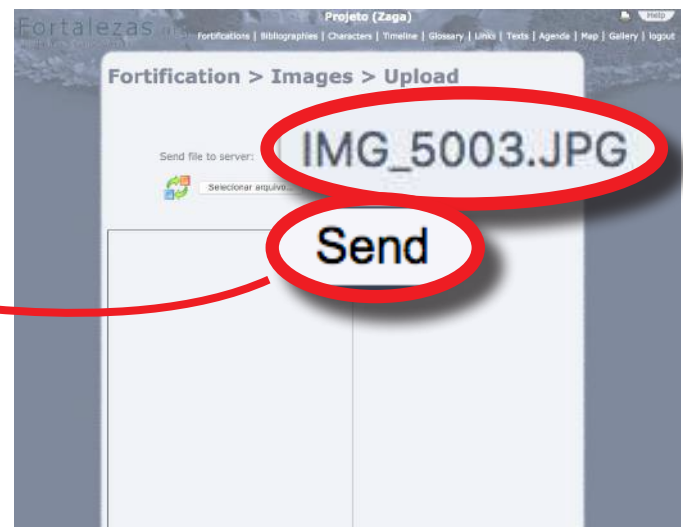 Projeto (Zaga)
Help
Fortalezas
Fortifications | Bibliographies | Characters | Timeline | Glossary | Links | Texts | Agenda | Map | Gallery | logout
Fortification > Images > Upload
Send file to server:
IMG_5003.JPG
Selecionar arquivo...
Send